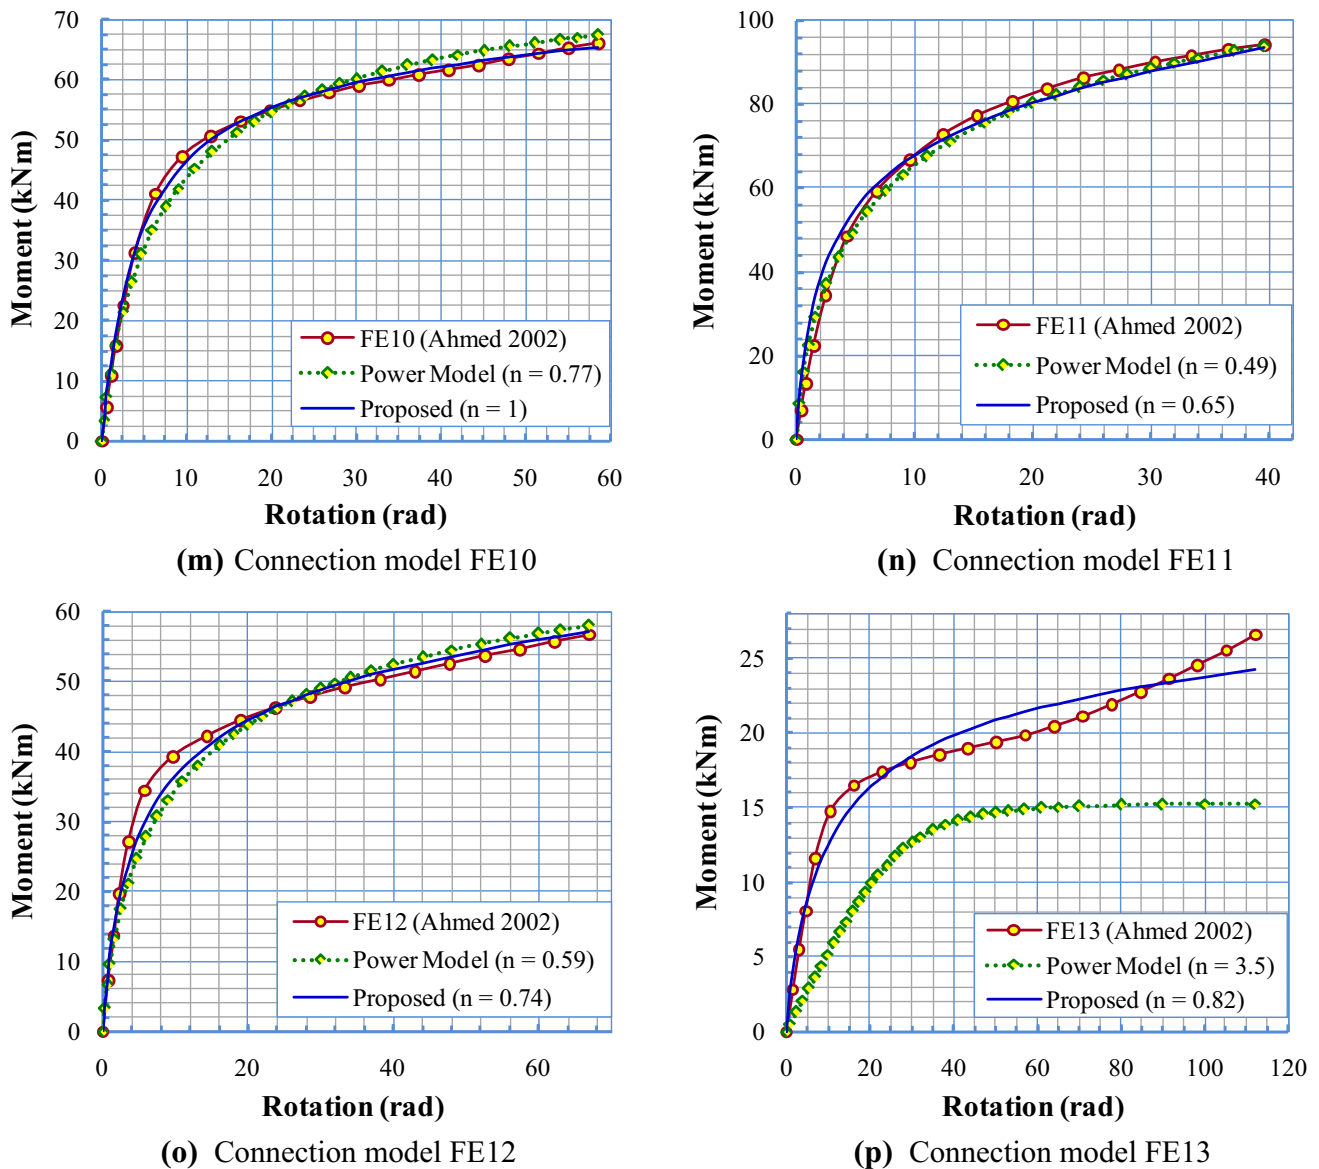 70
60
50
40
30
20
10
0
Moment (kNm)
FE10 (Ahmed 2002)
Power Model (n = 0.77)
Proposed (n = 1)
0 10 20 30 40 50 60
Rotation (rad)
(m) Connection model FE10
100
80
60
40
20
0
Moment (kNm)
FE11 (Ahmed 2002)
Power Model (n = 0.49)
Proposed (n = 0.65)
0 10 20 30 40
Rotation (rad)
(n) Connection model FE11
60
50
40
30
20
10
0
Moment (kNm)
FE12 (Ahmed 2002)
Power Model (n = 0.59)
Proposed (n = 0.74)
0 20 40 60
Rotation (rad)
(o) Connection model FE12
25
20
15
10
5
0
Moment (kNm)
FE13 (Ahmed 2002)
Power Model (n = 3.5)
Proposed (n = 0.82)
0 20 40 60 80 100 120
Rotation (rad)
(p) Connection model FE13